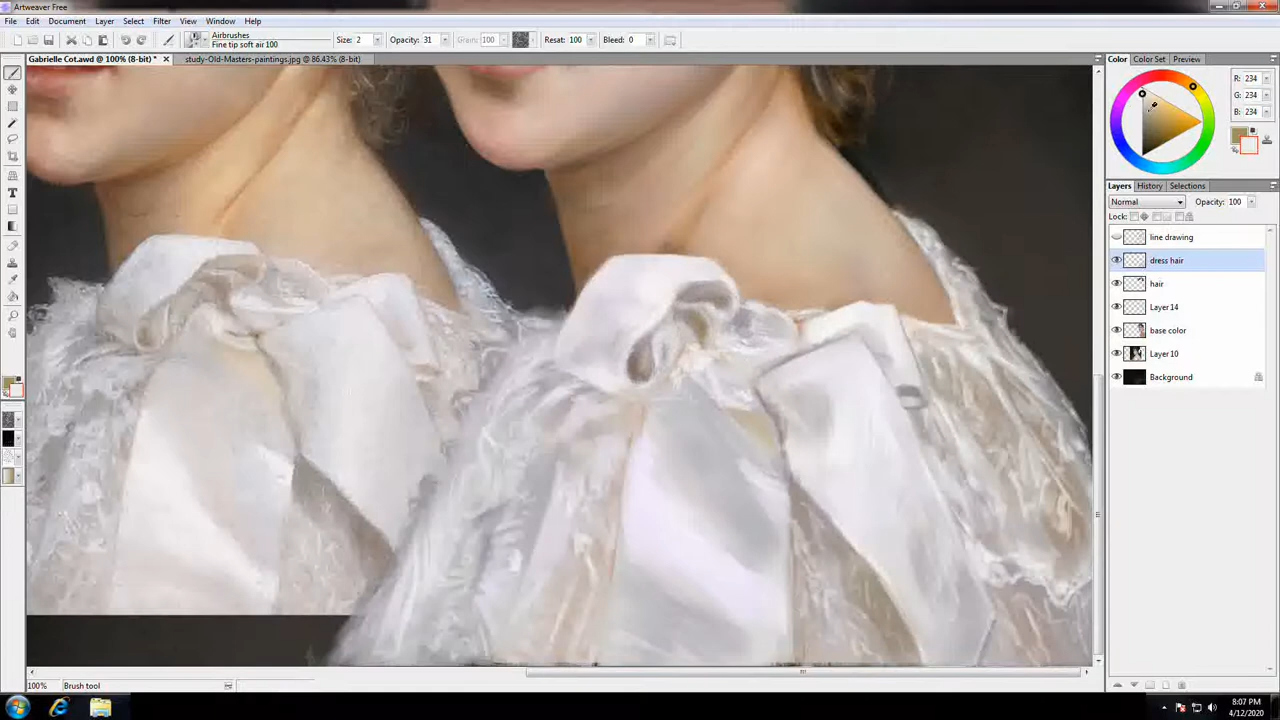 Artweaver Free
File Edit Document Layer Select Filter View Window Help
Airbrushes
Fine tip soft air 100
Size: 2 Opacity: 31 Grain: 100 Resat: 100 Bleed: 0
Gabrielle Cot.awd @ 100% (8-bit) * study-Old-Masters-paintings.jpg @ 86.43% (8-bit)
Color Color Set Preview
R: 234
G: 234
B: 234
Layers History Selections
Normal Opacity: 100
Lock:
line drawing
dress hair
hair
Layer 14
base color
Layer 10
Background
100% Brush tool
8:07 PM
4/12/2020